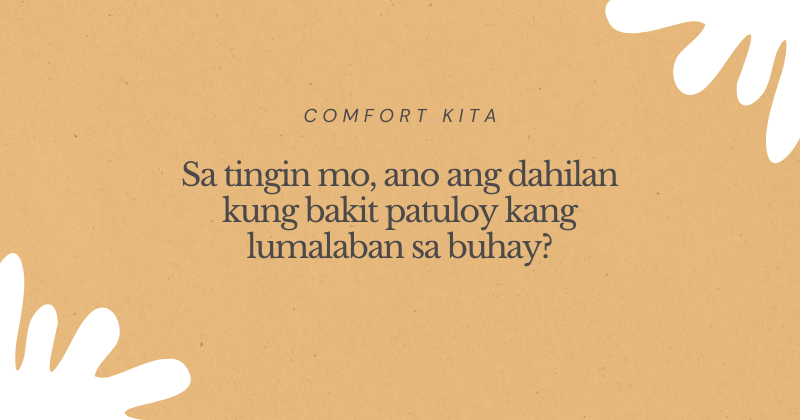 COMFORT KITA
Sa tingin mo, ano ang dahilan
kung bakit patuloy kang
lumalaban sa buhay?